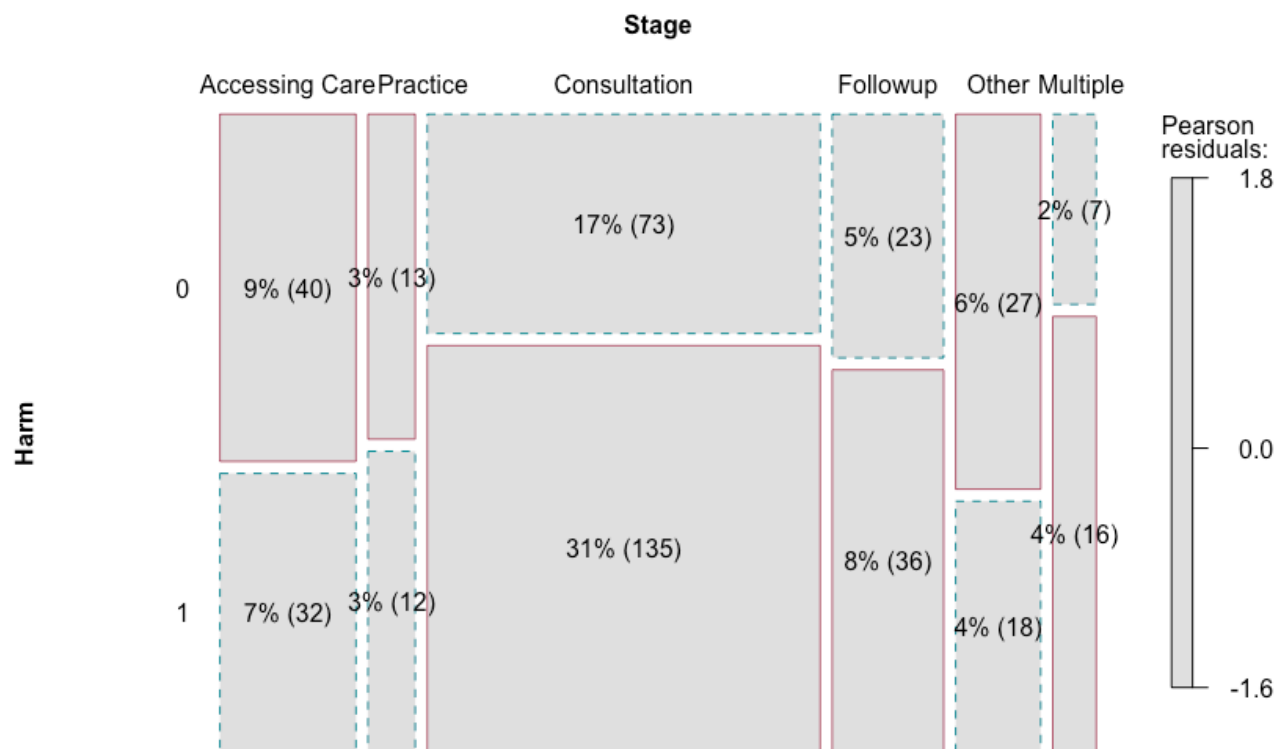 Stage
Accessing Care Practice Consultation Followup Other Multiple
Pearson
residuals:
1.8
0.0
-1.6
Harm
0
9% (40) 3% (13) 17% (73) 5% (23) 6% (27) 2% (7)
1
7% (32) 3% (12) 31% (135) 8% (36) 4% (18) 4% (16)